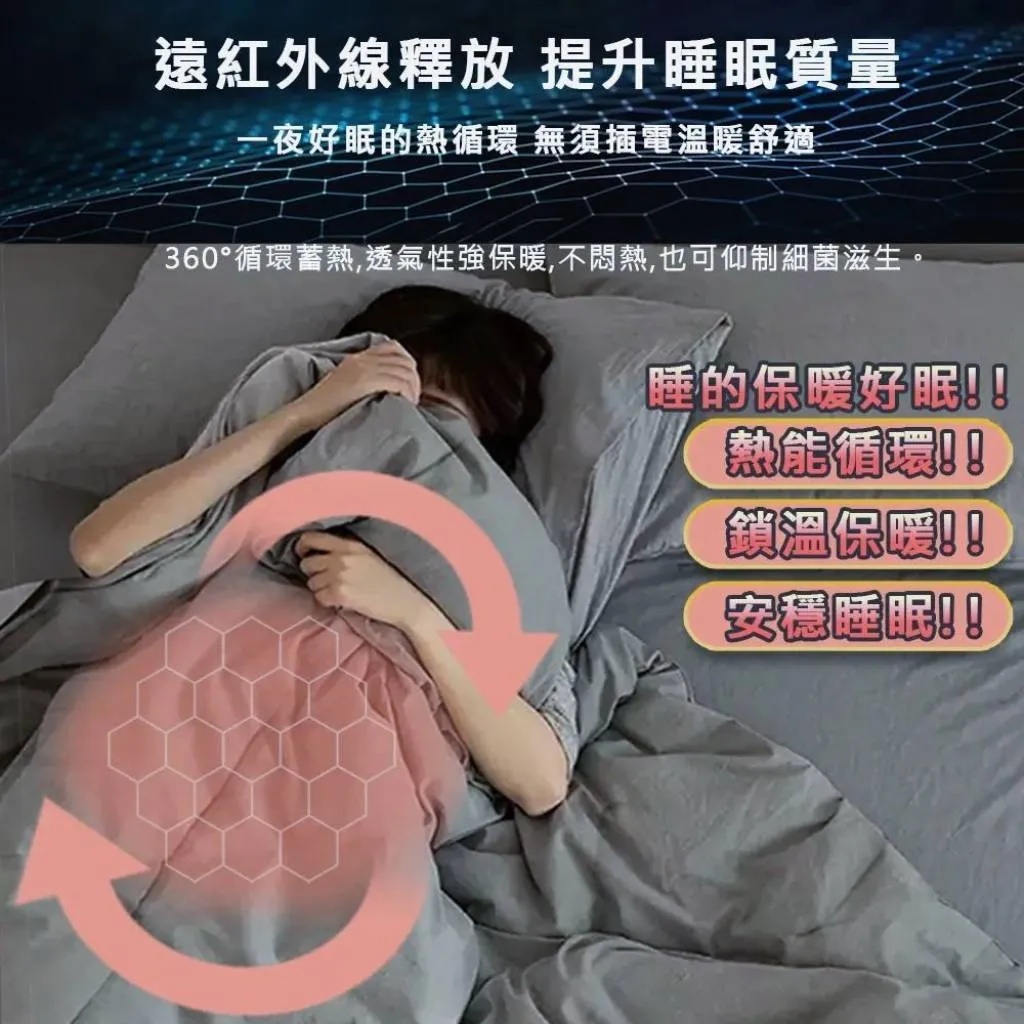 遠紅外線釋放 提升睡眠質量
一夜好眠的熱循環 無須插電溫暖舒適
360°循環蓄熱,透氣性強保暖,不悶熱,也可仰制細菌滋生。
睡的保暖好眠!!
熱能循環!!
鎖溫保暖!!
安穩睡眠!!